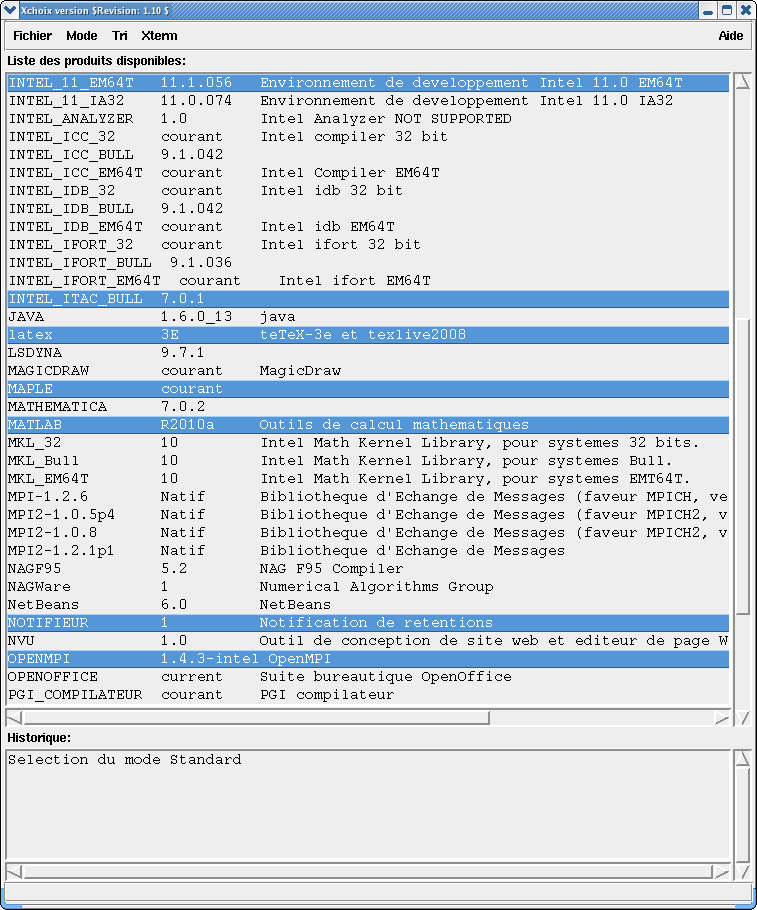 Xchoix version $Revision: 1.10 $
Fichier Mode Tri Xterm Aide
Liste des produits disponibles:
INTEL_11_EM64T 11.1.056 Environnement de developpement Intel 11.0 EM64T
INTEL_11_IA32 11.0.074 Environnement de developpement Intel 11.0 IA32
INTEL_ANALYZER 1.0 Intel Analyzer NOT SUPPORTED
INTEL_ICC_32 courant Intel compiler 32 bit
INTEL_ICC_BULL 9.1.042
INTEL_ICC_EM64T courant Intel Compiler EM64T
INTEL_IDB_32 courant Intel idb 32 bit
INTEL_IDB_BULL 9.1.042
INTEL_IDB_EM64T courant Intel idb EM64T
INTEL_IFORT_32 courant Intel ifort 32 bit
INTEL_IFORT_BULL 9.1.036
INTEL_IFORT_EM64T courant Intel ifort EM64T
INTEL_ITAC_BULL 7.0.1
JAVA 1.6.0_13 java
latex 3E teTeX-3e et texlive2008
LSDYNA 9.7.1
MAGICDRAW courant MagicDraw
MAPLE courant
MATHEMATICA 7.0.2
MATLAB R2010a Outils de calcul mathematiques
MKL_32 10 Intel Math Kernel Library, pour systemes 32 bits.
MKL_Bull 10 Intel Math Kernel Library, pour systemes Bull.
MKL_EM64T 10 Intel Math Kernel Library, pour systemes EMT64T.
MPI-1.2.6 Natif Bibliotheque d'Echange de Messages (faveur MPICH, ve
MPI2-1.0.5p4 Natif Bibliotheque d'Echange de Messages (faveur MPICH2, v
MPI2-1.0.8 Natif Bibliotheque d'Echange de Messages (faveur MPICH2, v
MPI2-1.2.1p1 Natif Bibliotheque d'Echange de Messages
NAGF95 5.2 NAG F95 Compiler
NAGWare 1 Numerical Algorithms Group
NetBeans 6.0 NetBeans
NOTIFIEUR 1 Notification de retentions
NVU 1.0 Outil de conception de site web et editeur de page W
OPENMPI 1.4.3-intel OpenMPI
OPENOFFICE current Suite bureautique OpenOffice
PGI_COMPILATEUR courant PGI compilateur
Historique:
Selection du mode Standard